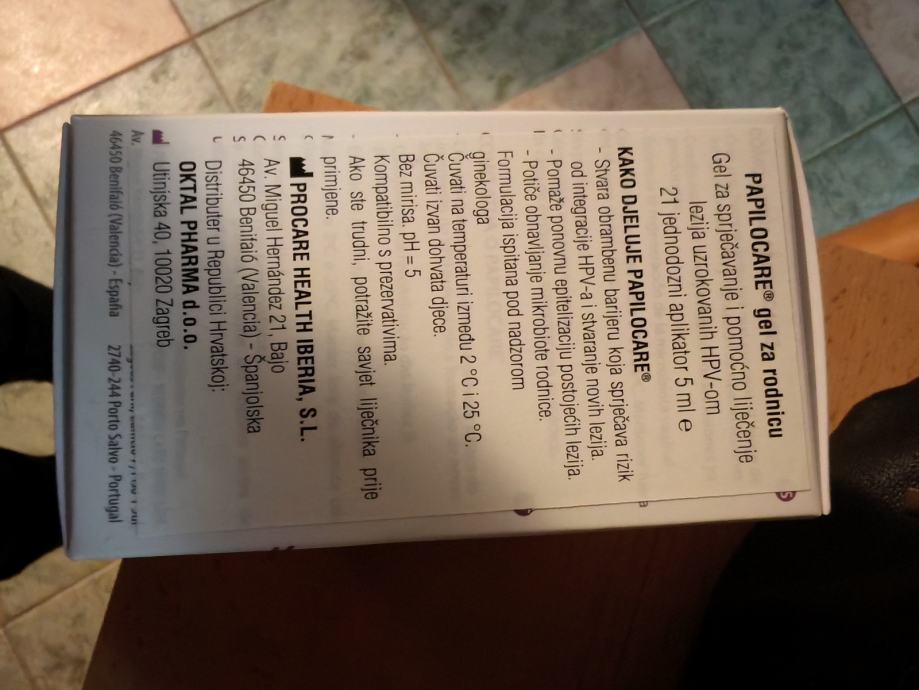 PAPILOCARE® gel za rodnicu
Gel za sprječavanje i pomoćno liječenje
lezija uzrokovanih HPV-om
21 jednodozni aplikator 5 ml e
KAKO DJELUJE PAPILOCARE®
- Stvara obrambenu barijeru koja sprječava rizik
od integracije HPV-a i stvaranje novih lezija.
- Pomaže ponovnu epitelizaciju postojećih lezija.
- Potiče obnavljanje mikrobiote rodnice.
Formulacija ispitana pod nadzorom
ginekologa
Čuvati na temperaturi između 2 °C i 25 °C.
Čuvati izvan dohvata djece.
Bez mirisa. pH = 5
Kompatibilno s prezervativima.
Ako ste trudni, potražite savjet liječnika prije
primjene.
PROCARE HEALTH IBERIA, S.L.
Av. Miguel Hernández 21, Bajo
46450 Benifaió (Valencia) - Španjolska
Distributer u Republici Hrvatskoj:
OKTAL PHARMA d.o.o.
Utinjska 40, 10020 Zagreb
Av.
46450 Benifaió (Valencia) - España 2740-244 Porto Salvo - Portugal